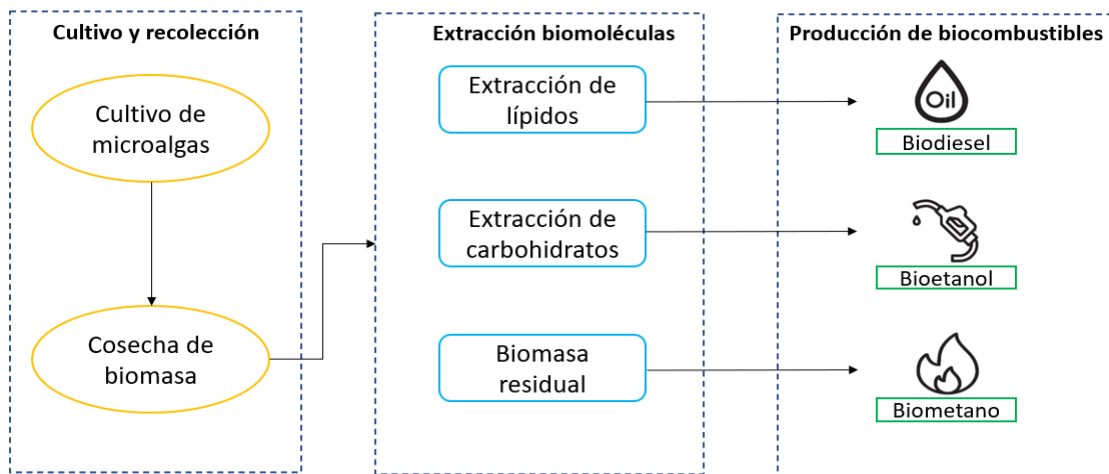 Cultivo y recolección
Cultivo de
microalgas
Cosecha de
biomasa
Extracción biomoléculas
Extracción de
lípidos
Extracción de
carbohidratos
Biomasa
residual
Producción de biocombustibles
Oil
Biodiesel
Bioetanol
Biometano